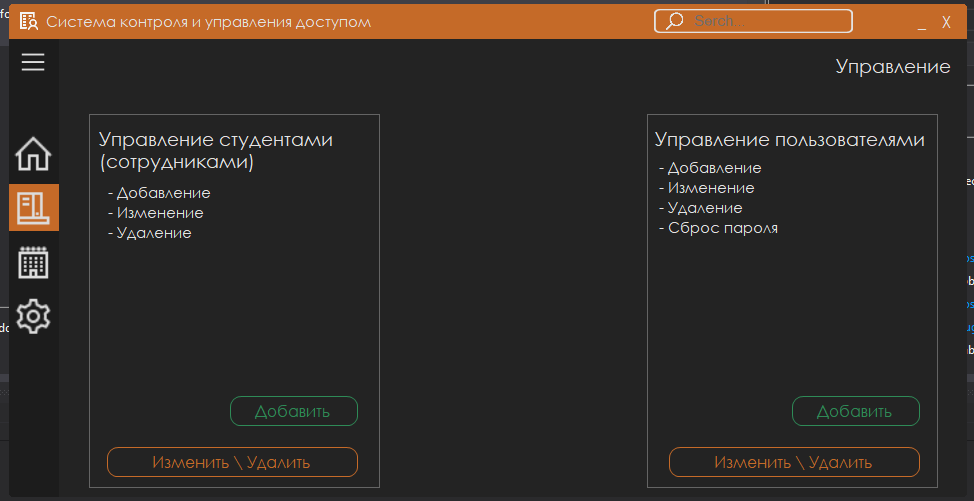 Система контроля и управления доступом
Serch...
_ X
Управление
Управление студентами
(сотрудниками)
- Добавление
- Изменение
- Удаление
Добавить
Изменить \ Удалить
Управление пользователями
- Добавление
- Изменение
- Удаление
- Сброс пароля
Добавить
Изменить \ Удалить